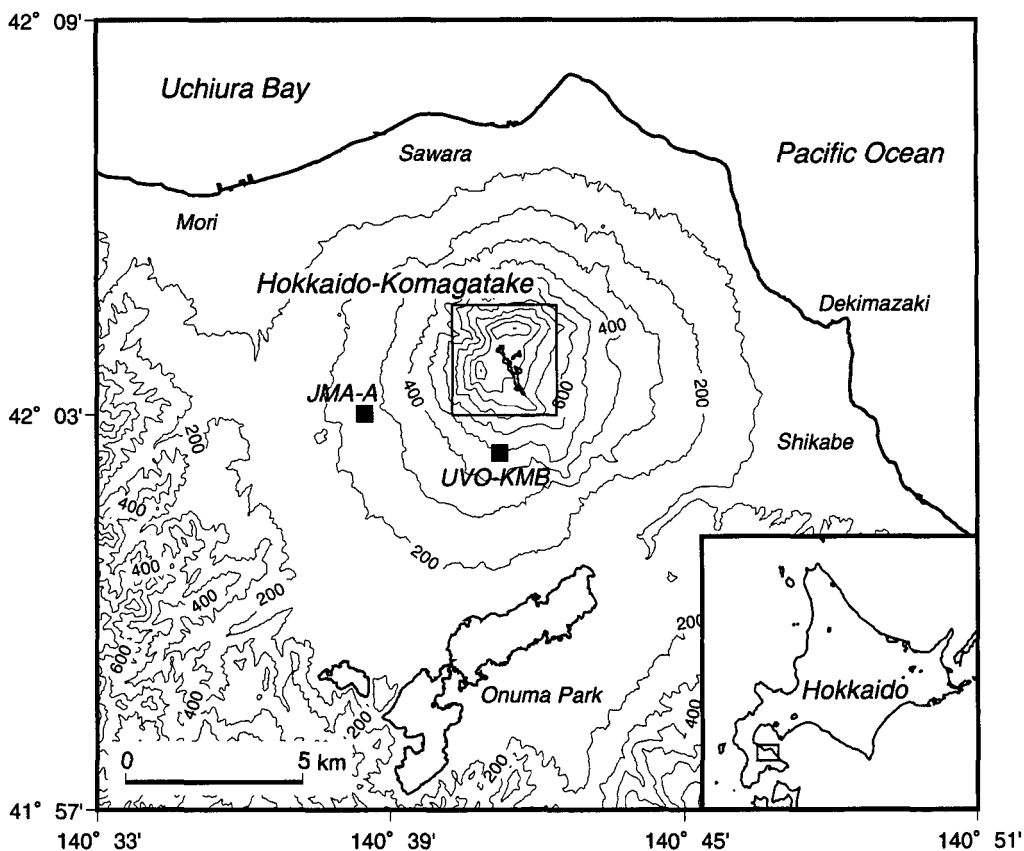 42° 09'
Uchiura Bay
Pacific Ocean
Sawara
Mori
Hokkaido-Komagatake
Dekimazaki
400
JMA-A
400
600
200
42° 03'
200
Shikabe
UVO-KMB
400
200
400
400
200
200
600
Hokkaido
Onuma Park
400
400
200
200
0
5 km
41° 57'
140° 33'
140° 39'
140° 45'
140° 51'